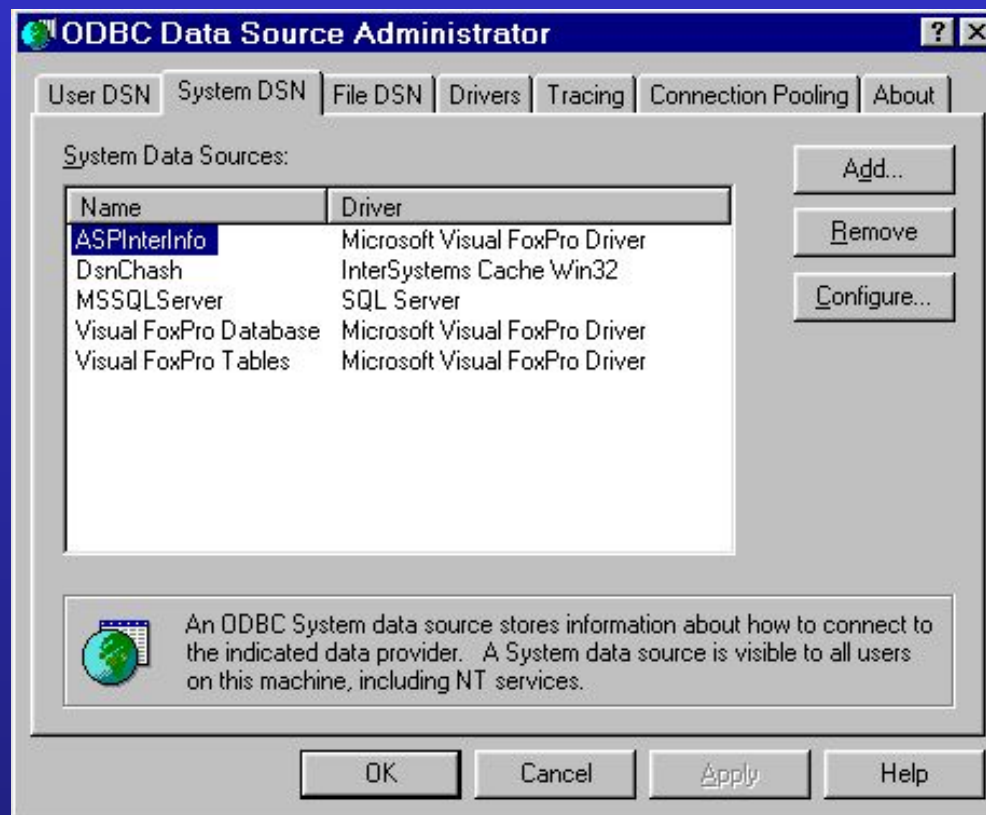 ODBC Data Source Administrator
User DSN System DSN File DSN Drivers Tracing Connection Pooling About
System Data Sources:
Add...
Name Driver
ASPInterInfo Microsoft Visual FoxPro Driver
Remove
DsnChash InterSystems Cache Win32
MSSQLServer SQL Server
Configure...
Visual FoxPro Database Microsoft Visual FoxPro Driver
Visual FoxPro Tables Microsoft Visual FoxPro Driver
An ODBC System data source stores information about how to connect to
the indicated data provider. A System data source is visible to all users
on this machine, including NT services.
OK Cancel Apply Help